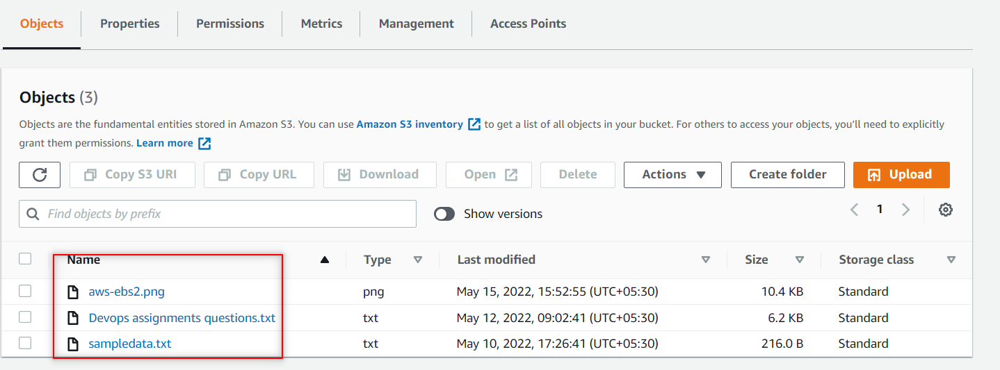 Objects Properties Permissions Metrics Management Access Points
Objects (3)
Objects are the fundamental entities stored in Amazon S3. You can use Amazon S3 inventory to get a list of all objects in your bucket. For others to access your objects, you'll need to explicitly
grant them permissions. Learn more
Copy S3 URI Copy URL Download Open Delete Actions Create folder Upload
Find objects by prefix Show versions 1
Name Type Last modified Size Storage class
aws-ebs2.png png May 15, 2022, 15:52:55 (UTC+05:30) 10.4 KB Standard
Devops assignments questions.txt txt May 12, 2022, 09:02:41 (UTC+05:30) 6.2 KB Standard
sampledata.txt txt May 10, 2022, 17:26:41 (UTC+05:30) 216.0 B Standard